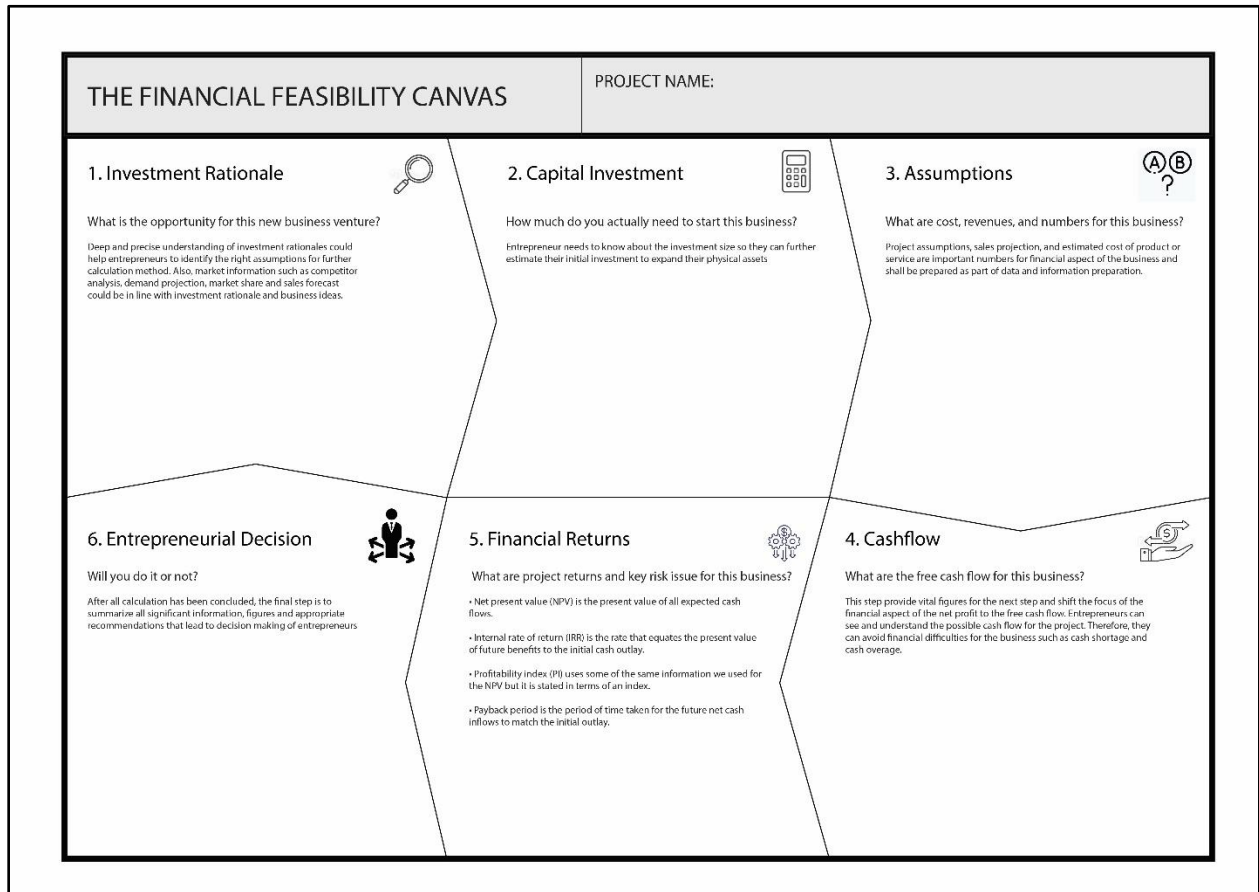 THE FINANCIAL FEASIBILITY CANVAS
PROJECT NAME:
1. Investment Rationale
What is the opportunity for this new business venture?
Deep and precise understanding of investment rationales could
help entrepreneurs to identify the right assumptions for further
calculation method. Also, market information such as competitor
analysis, demand projection, market share and sales forecast
could be in line with investment rationale and business ideas.
2. Capital Investment
How much do you actually need to start this business?
Entrepreneur needs to know about the investment size so they can further
estimate their initial investment to expand their physical assets
3. Assumptions
A B
?
What are cost, revenues, and numbers for this business?
Project assumptions, sales projection, and estimated cost of product or
service are important numbers for financial aspect of the business and
shall be prepared as part of data and information preparation.
4. Cashflow
$
What are the free cash flow for this business?
This step provide vital figures for the next step and shift the focus of the
financial aspect of the net profit to the free cash flow. Entrepreneurs can
see and understand the possible cash flow for the project. Therefore, they
can avoid financial difficulties for the business such as cash shortage and
cash overage.
5. Financial Returns
$
What are project returns and key risk issue for this business?
• Net present value (NPV) is the present value of all expected cash
flows.
• Internal rate of return (IRR) is the rate that equates the present value
of future benefits to the initial cash outlay.
• Profitability index (PI) uses some of the same information we used for
the NPV but it is stated in terms of an index.
• Payback period is the period of time taken for the future net cash
inflows to match the initial outlay.
6. Entrepreneurial Decision
Will you do it or not?
After all calculation has been concluded, the final step is to
summarize all significant information, figures and appropriate
recommendations that lead to decision making of entrepreneurs